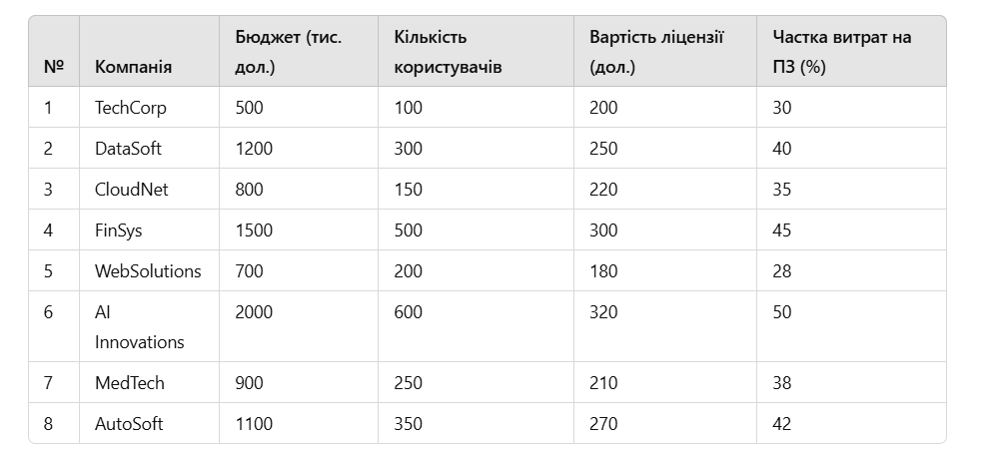 № Компанія Бюджет (тис. дол.) Кількість користувачів Вартість ліцензії (дол.) Частка витрат на ПЗ (%)
1 TechCorp 500 100 200 30
2 DataSoft 1200 300 250 40
3 CloudNet 800 150 220 35
4 FinSys 1500 500 300 45
5 WebSolutions 700 200 180 28
6 AI Innovations 2000 600 320 50
7 MedTech 900 250 210 38
8 AutoSoft 1100 350 270 42